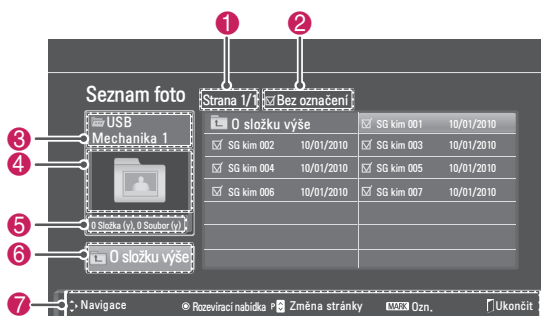 1 2
Seznam foto Strana 1/1 Bez označení
3 USB
Mechanika 1
O složku výše SG kim 001 10/01/2010
4 SG kim 002 10/01/2010 SG kim 003 10/01/2010
SG kim 004 10/01/2010 SG kim 005 10/01/2010
SG kim 006 10/01/2010 SG kim 007 10/01/2010
5 0 Složka (y), 0 Soubor (y)
6 O složku výše
7 Navigace Rozevírací nabídka P Změna stránky MARK Ozn. Ukončit